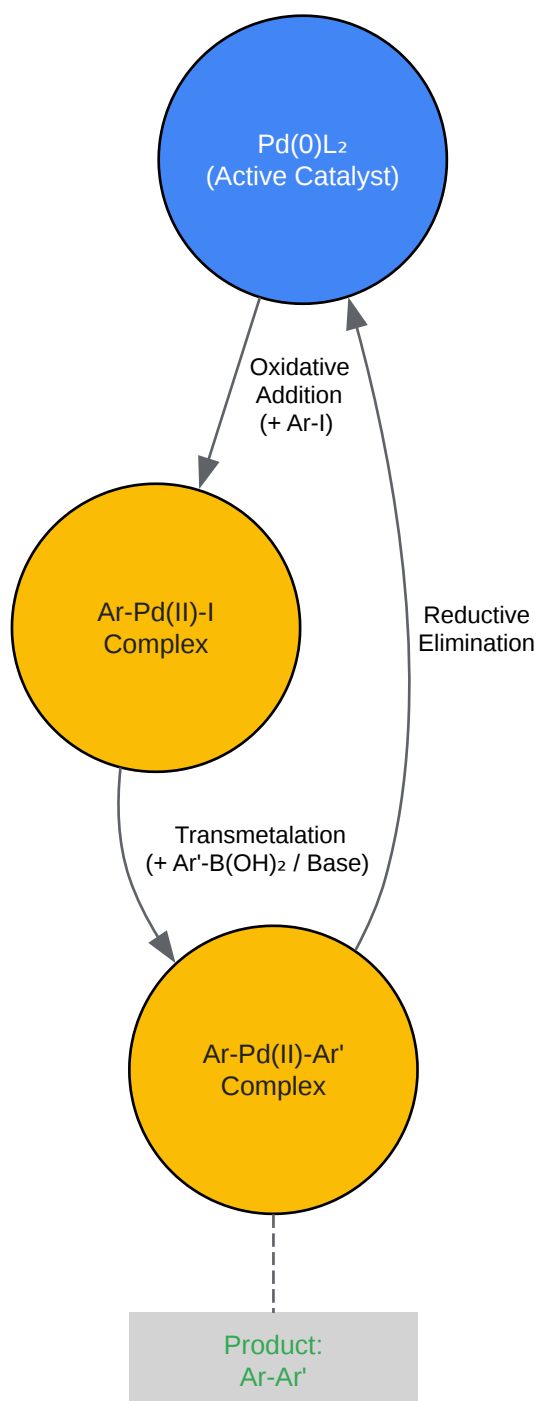 Pd(0)L₂
(Active Catalyst)
Oxidative
Addition
(+ Ar-I)
Ar-Pd(II)-I
Complex
Reductive
Elimination
Transmetalation
(+ Ar'-B(OH)₂ / Base)
Ar-Pd(II)-Ar'
Complex
Product:
Ar-Ar'